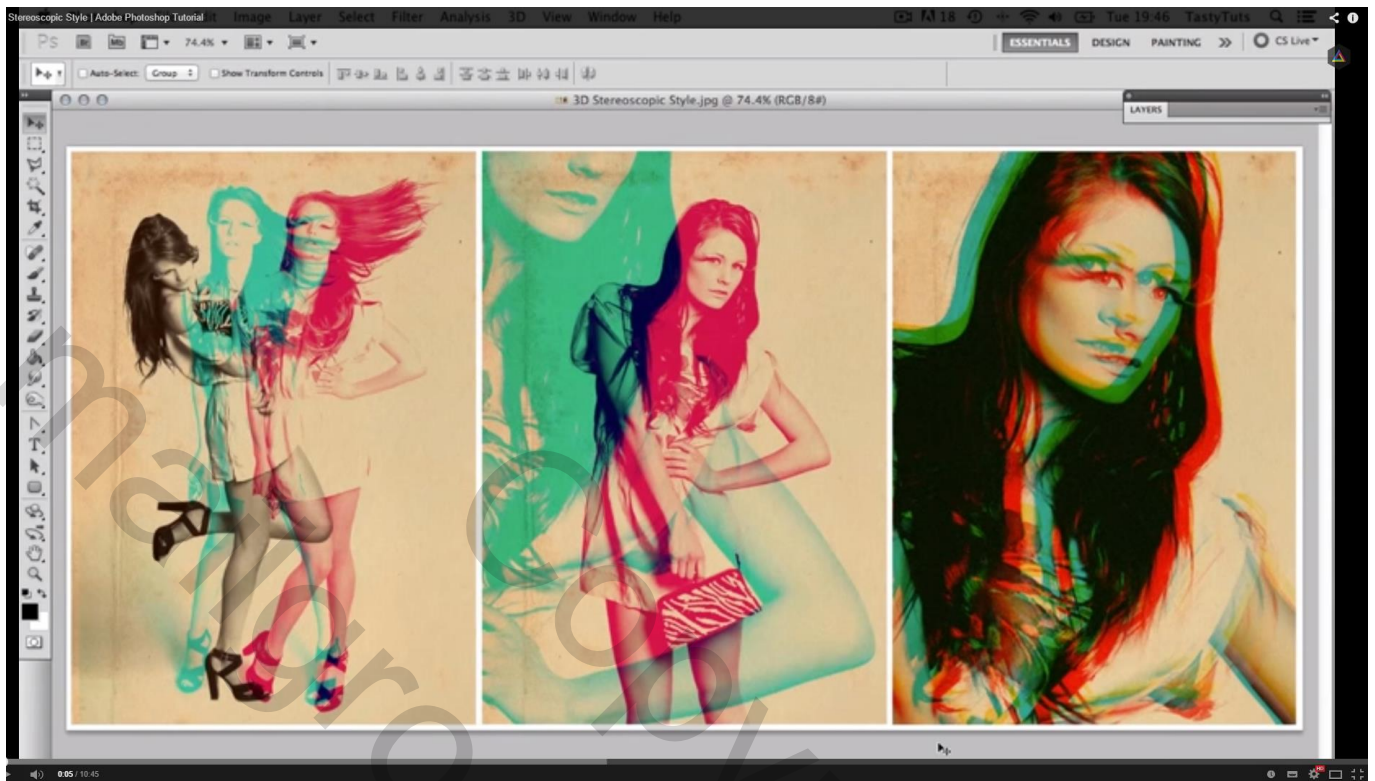 Stereoscopic Style | Adobe Photoshop Tutorial
Image Layer Select Filter Analysis 3D View Window Help
18 Tue 19:46 TastyTuts
Ps Br Mb 74.4% ESSENTIALS DESIGN PAINTING CS Live
Auto-Select: Group Show Transform Controls
3D Stereoscopic Style.jpg @ 74.4% (RGB/8#)
LAYERS
T
0:05 / 10:45
HD